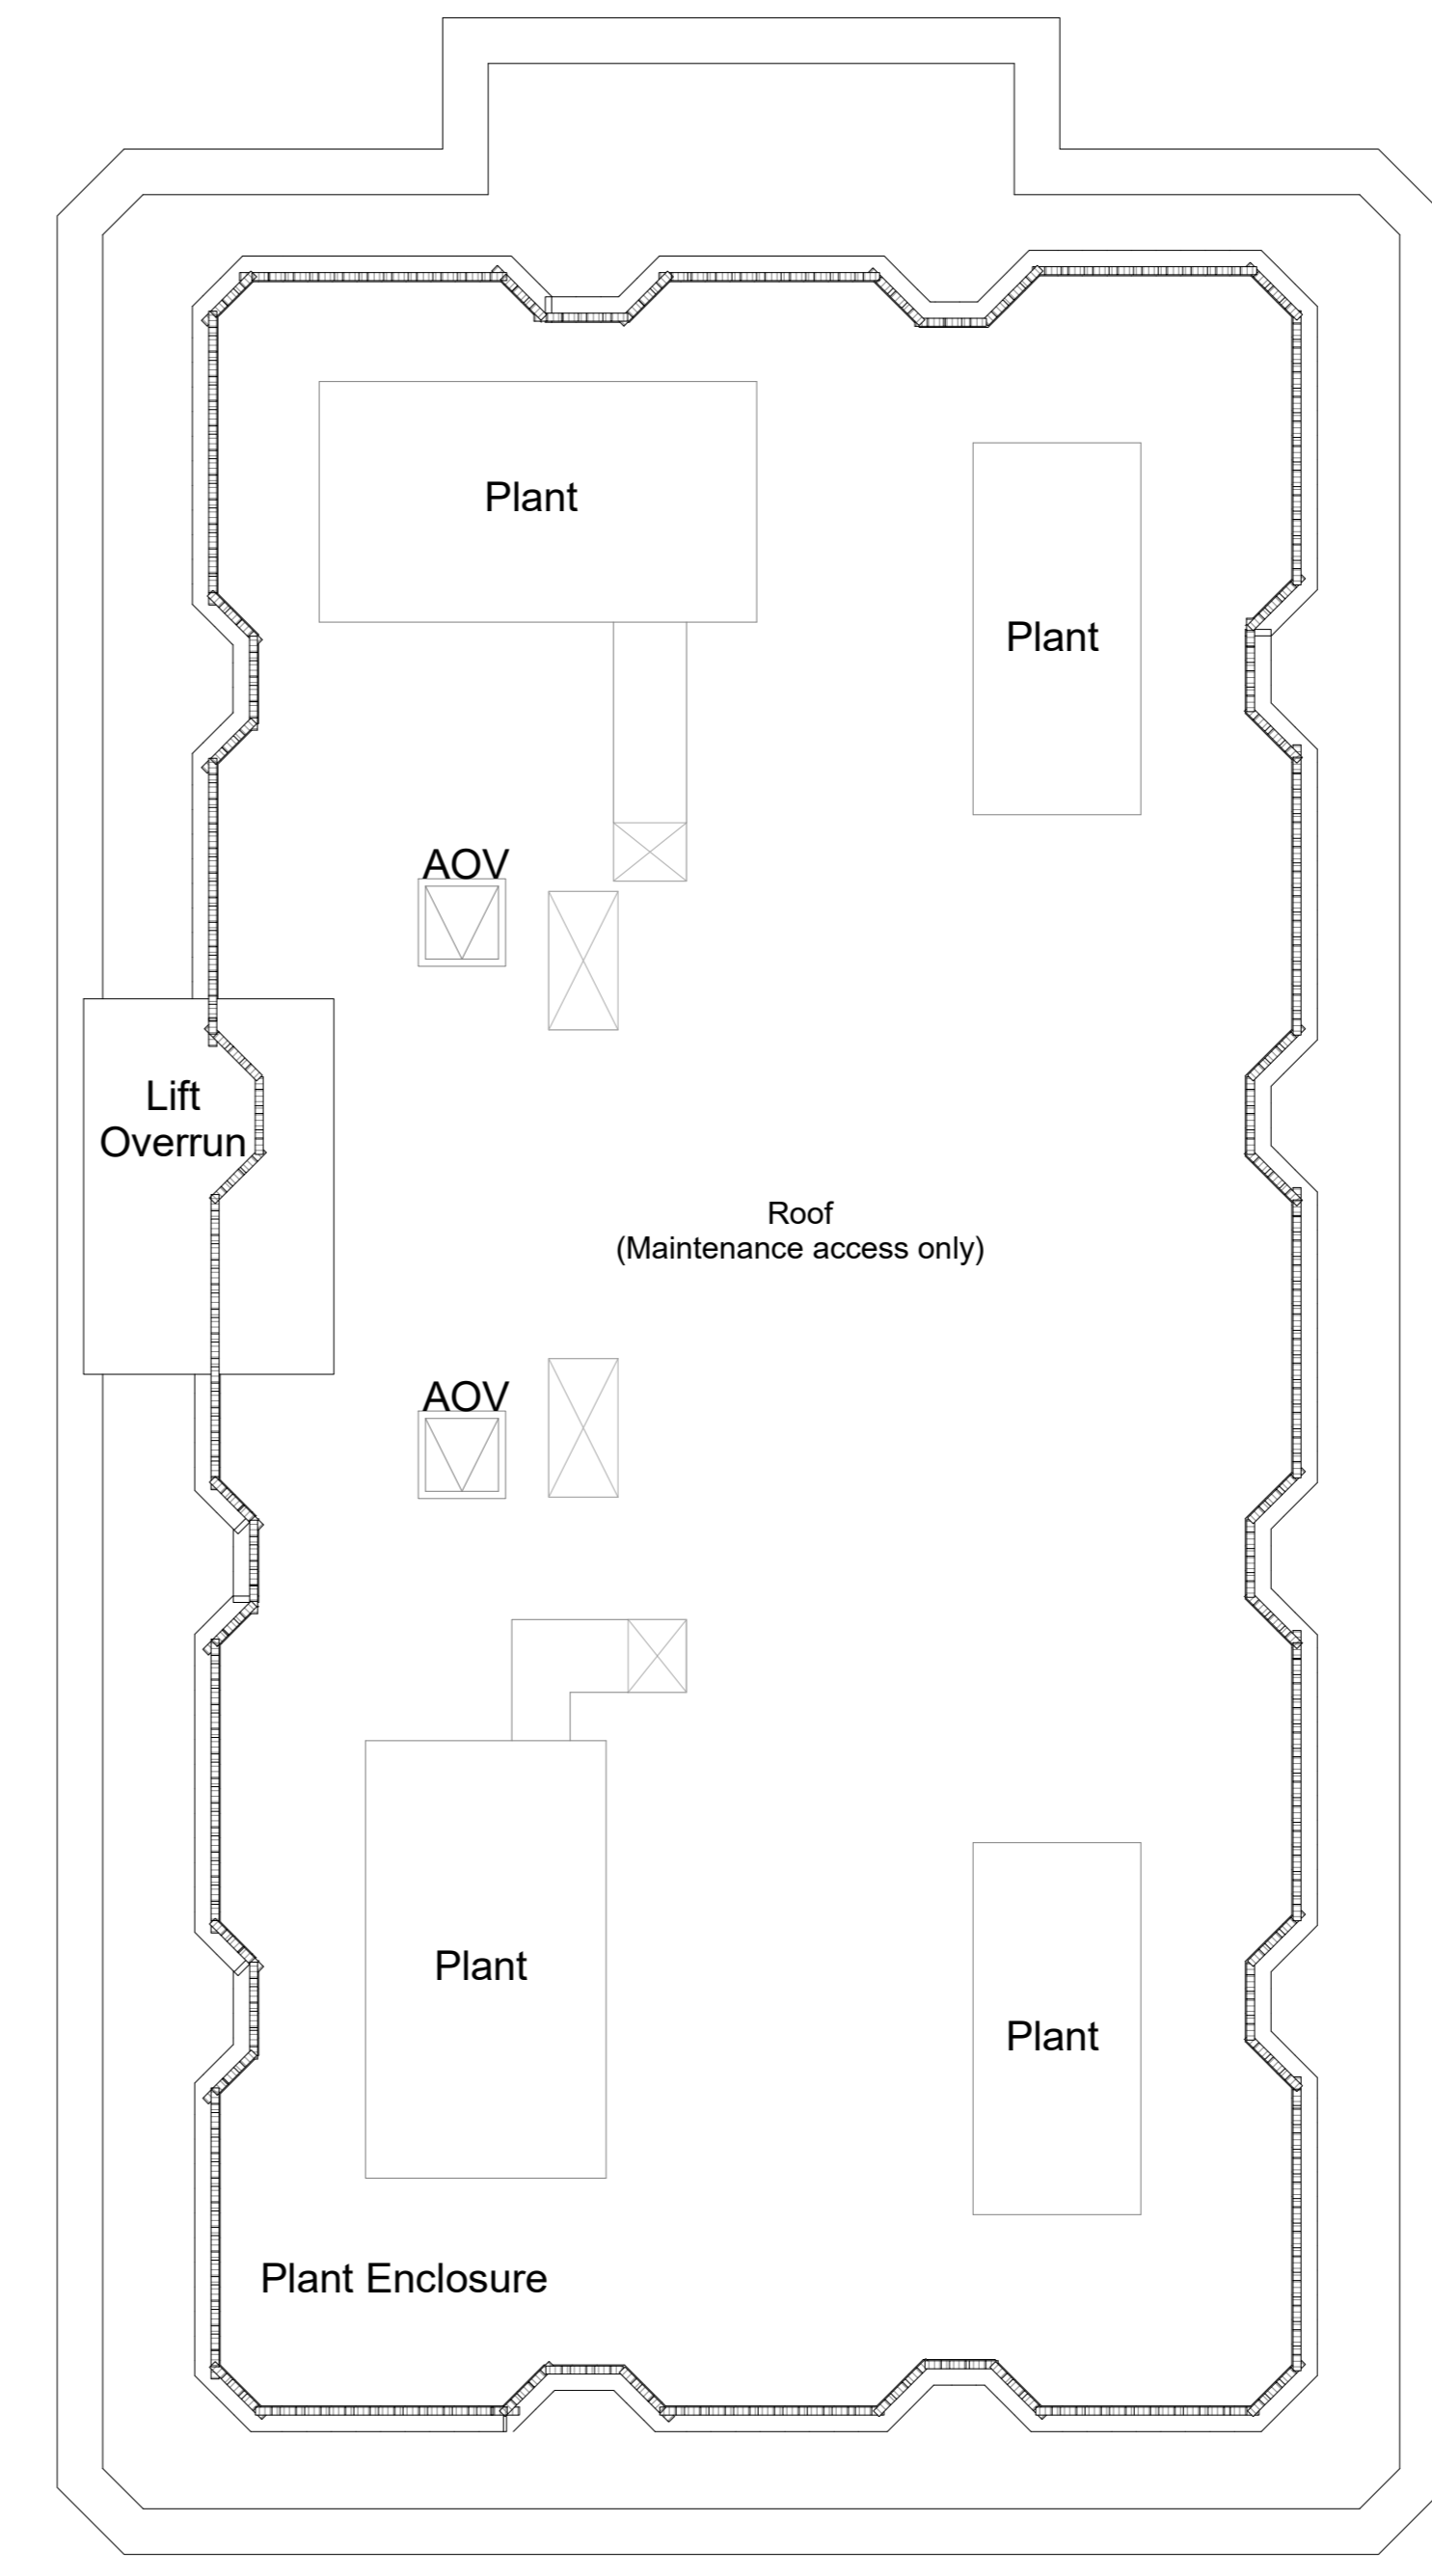 Plant
Plant
AOV
Lift
Overrun
Roof
(Maintenance access only)
AOV
Plant
Plant
Plant Enclosure